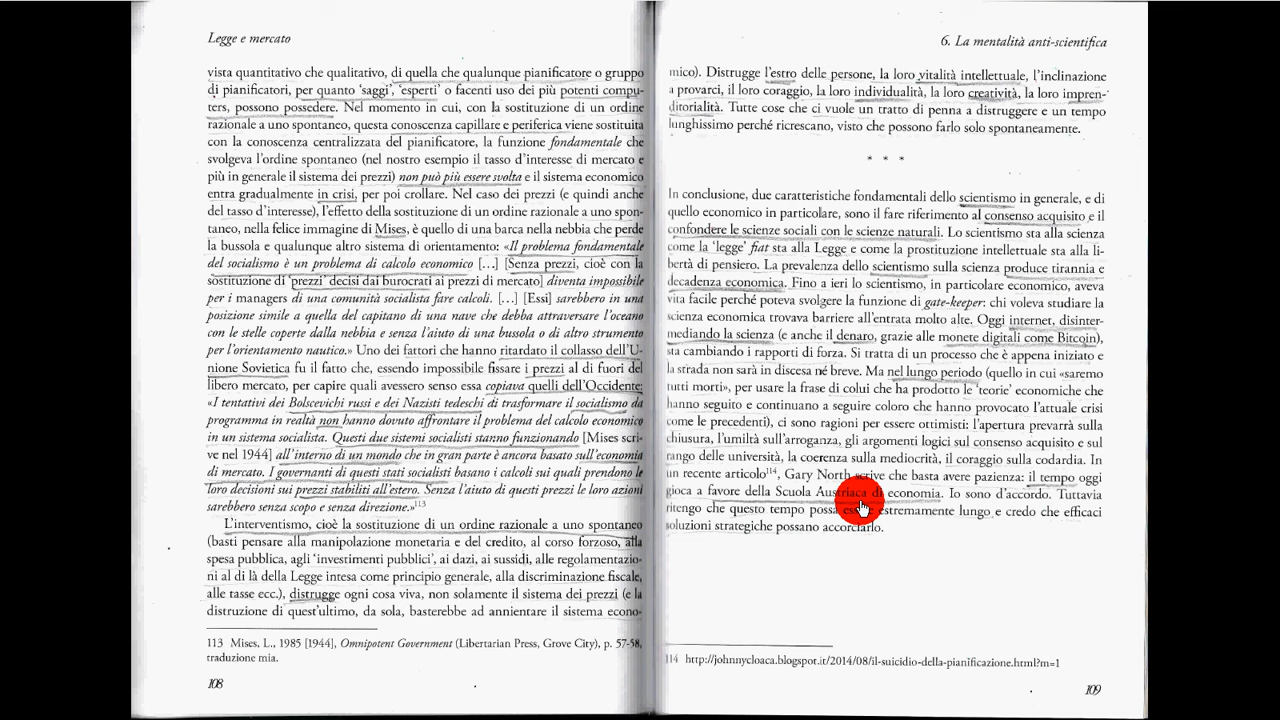 Legge e mercato
vista quantitativo che qualitativo, di quella che qualunque pianificatore o gruppo
di pianificatori, per quanto ‘saggi’, ‘esperti’ o facenti uso dei più potenti compu-
ters, possono possedere. Nel momento in cui, con la sostituzione di un ordine
razionale a uno spontaneo, questa conoscenza capillare e periferica viene sostituita
con la conoscenza centralizzata del pianificatore, la funzione fondamentale che
svolgeva l’ordine spontaneo (nel nostro esempio il tasso d’interesse di mercato e
più in generale il sistema dei prezzi) non può più essere svolta e il sistema economico
entra gradualmente in crisi, per poi crollare. Nel caso dei prezzi (e quindi anche
del tasso d’interesse), l’effetto della sostituzione di un ordine razionale a uno spon-
taneo, nella felice immagine di Mises, è quello di una barca nella nebbia che perde
la bussola e qualunque altro sistema di orientamento: «Il problema fondamentale
del socialismo è un problema di calcolo economico [...] [Senza prezzi, cioè con la
sostituzione di ‘prezzi’ decisi dai burocrati ai prezzi di mercato] diventa impossibile
per i managers di una comunità socialista fare calcoli. [...] [Essi] sarebbero in una
posizione simile a quella del capitano di una nave che debba attraversare l’oceano
con le stelle coperte dalla nebbia e senza l’aiuto di una bussola o di altro strumento
per l’orientamento nautico.» Uno dei fattori che hanno ritardato il collasso dell’U-
nione Sovietica fu il fatto che, essendo impossibile fissare i prezzi al di fuori del
libero mercato, per capire quali avessero senso essa copiava quelli dell’Occidente:
«I tentativi dei Bolscevichi russi e dei Nazisti tedeschi di trasformare il socialismo da
programma in realtà non hanno dovuto affrontare il problema del calcolo economico
in un sistema socialista. Questi due sistemi socialisti stanno funzionando [Mises scri-
ve nel 1944] all’interno di un mondo che in gran parte è ancora basato sull’economia
di mercato. I governanti di questi stati socialisti basano i calcoli sui quali prendono le
loro decisioni sui prezzi stabiliti all’estero. Senza l’aiuto di questi prezzi le loro azioni
sarebbero senza scopo e senza direzione.»113
L’interventismo, cioè la sostituzione di un ordine razionale a uno spontaneo
(basti pensare alla manipolazione monetaria e del credito, al corso forzoso, alla
spesa pubblica, agli ‘investimenti pubblici’, ai dazi, ai sussidi, alle regolamentazio-
ni al di là della Legge intesa come principio generale, alla discriminazione fiscale,
alle tasse ecc.), distrugge ogni cosa viva, non solamente il sistema dei prezzi (e la
distruzione di quest’ultimo, da sola, basterebbe ad annientare il sistema econo-
113 Mises, L., 1985 [1944], Omnipotent Government (Libertarian Press, Grove City), p. 57-58,
traduzione mia.
108
6. La mentalità anti-scientifica
mico). Distrugge l’estro delle persone, la loro vitalità intellettuale, l’inclinazione
a provarci, il loro coraggio, la loro individualità, la loro creatività, la loro impren-
ditorialità. Tutte cose che ci vuole un tratto di penna a distruggere e un tempo
lunghissimo perché ricrescano, visto che possono farlo solo spontaneamente.
* * *
In conclusione, due caratteristiche fondamentali dello scientismo in generale, e di
quello economico in particolare, sono il fare riferimento al consenso acquisito e il
confondere le scienze sociali con le scienze naturali. Lo scientismo sta alla scienza
come la ‘legge’ fiat sta alla Legge e come la prostituzione intellettuale sta alla li-
bertà di pensiero. La prevalenza dello scientismo sulla scienza produce tirannia e
decadenza economica. Fino a ieri lo scientismo, in particolare economico, aveva
vita facile perché poteva svolgere la funzione di gate-keeper: chi voleva studiare la
scienza economica trovava barriere all’entrata molto alte. Oggi internet, disinter-
mediando la scienza (e anche il denaro, grazie alle monete digitali come Bitcoin),
sta cambiando i rapporti di forza. Si tratta di un processo che è appena iniziato e
la strada non sarà in discesa né breve. Ma nel lungo periodo (quello in cui «saremo
tutti morti», per usare la frase di colui che ha prodotto le ‘teorie’ economiche che
hanno seguito e continuano a seguire coloro che hanno provocato l’attuale crisi
come le precedenti), ci sono ragioni per essere ottimisti: l’apertura prevarrà sulla
chiusura, l’umiltà sull’arroganza, gli argomenti logici sul consenso acquisito e sul
rango delle università, la coerenza sulla mediocrità, il coraggio sulla codardia. In
un recente articolo114, Gary North scrive che basta avere pazienza: il tempo oggi
gioca a favore della Scuola Austriaca di economia. Io sono d’accordo. Tuttavia
ritengo che questo tempo possa essere estremamente lungo e credo che efficaci
soluzioni strategiche possano accorciarlo.
114 http://johnnycloaca.blogspot.it/2014/08/il-suicidio-della-pianificazione.html?m=1
109